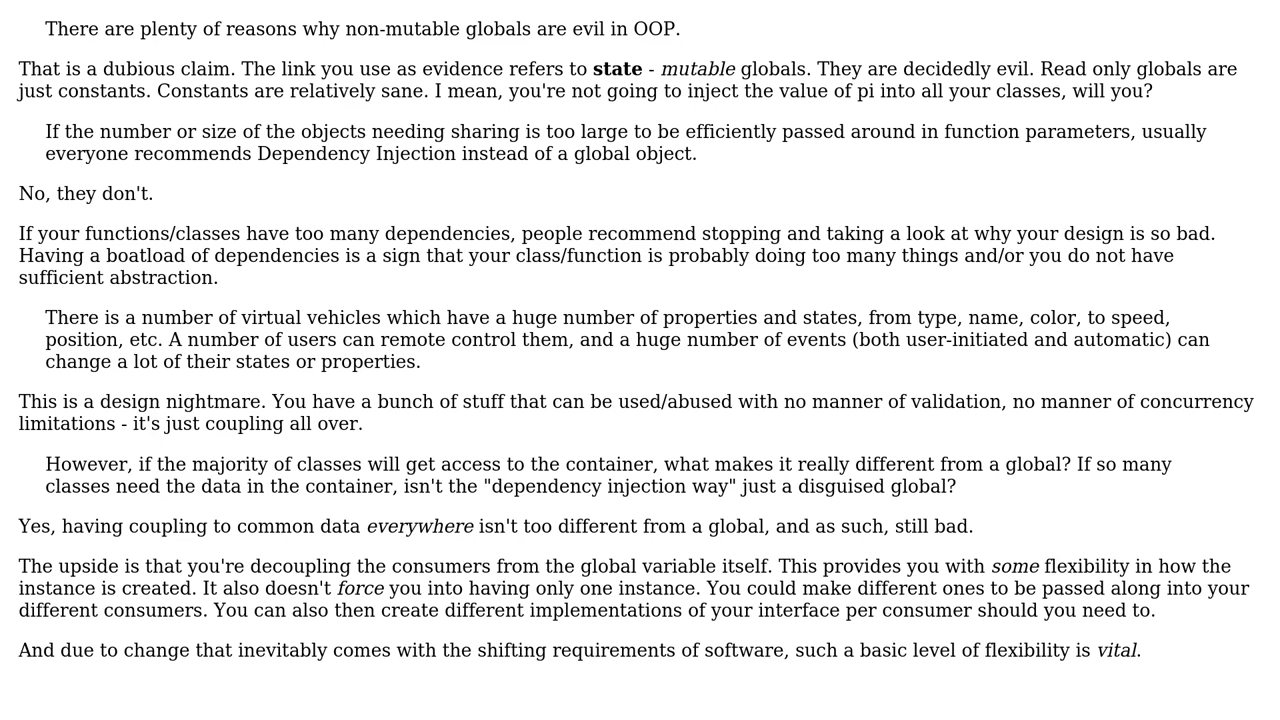 There are plenty of reasons why non-mutable globals are evil in OOP.
That is a dubious claim. The link you use as evidence refers to state - mutable globals. They are decidedly evil. Read only globals are
just constants. Constants are relatively sane. I mean, you're not going to inject the value of pi into all your classes, will you?
If the number or size of the objects needing sharing is too large to be efficiently passed around in function parameters, usually
everyone recommends Dependency Injection instead of a global object.
No, they don't.
If your functions/classes have too many dependencies, people recommend stopping and taking a look at why your design is so bad.
Having a boatload of dependencies is a sign that your class/function is probably doing too many things and/or you do not have
sufficient abstraction.
There is a number of virtual vehicles which have a huge number of properties and states, from type, name, color, to speed,
position, etc. A number of users can remote control them, and a huge number of events (both user-initiated and automatic) can
change a lot of their states or properties.
This is a design nightmare. You have a bunch of stuff that can be used/abused with no manner of validation, no manner of concurrency
limitations - it's just coupling all over.
However, if the majority of classes will get access to the container, what makes it really different from a global? If so many
classes need the data in the container, isn't the "dependency injection way" just a disguised global?
Yes, having coupling to common data everywhere isn't too different from a global, and as such, still bad.
The upside is that you're decoupling the consumers from the global variable itself. This provides you with some flexibility in how the
instance is created. It also doesn't force you into having only one instance. You could make different ones to be passed along into your
different consumers. You can also then create different implementations of your interface per consumer should you need to.
And due to change that inevitably comes with the shifting requirements of software, such a basic level of flexibility is vital.